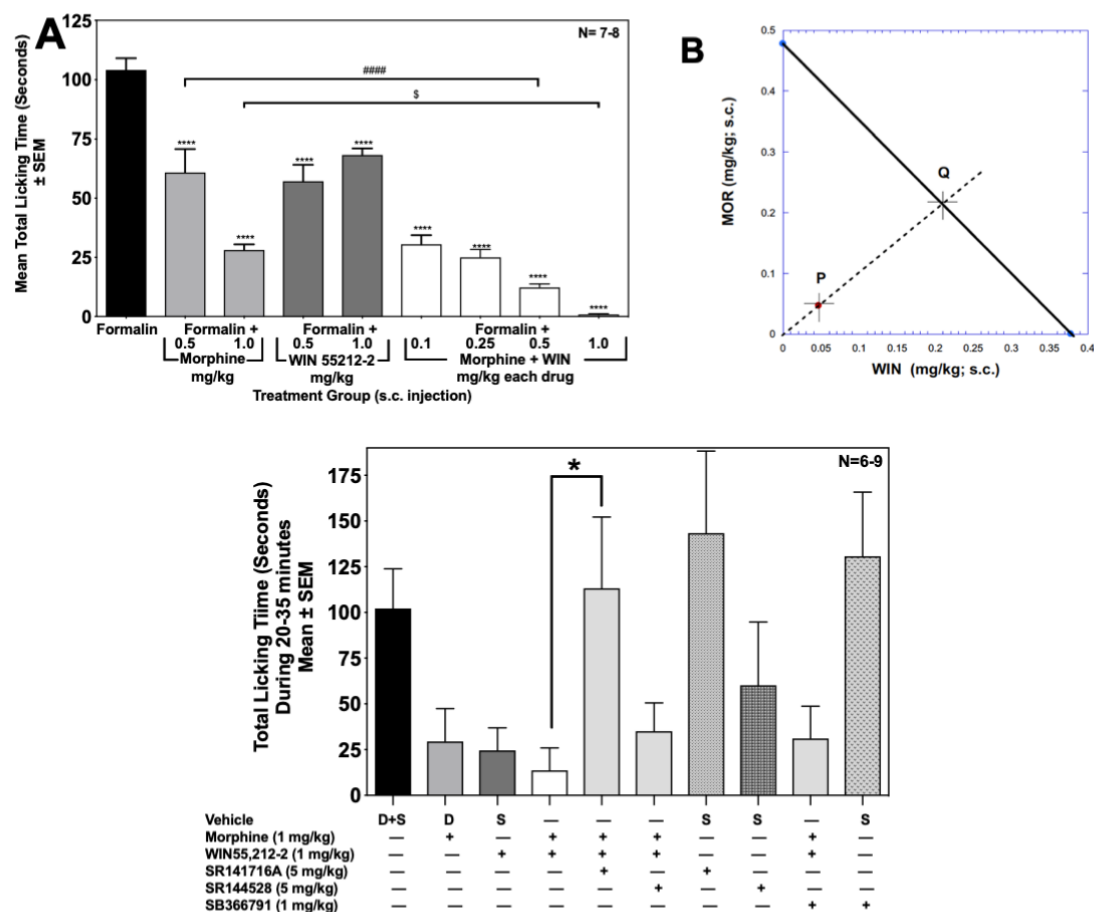 A
N= 7-8
Mean Total Licking Time (Seconds)
± SEM
125
100
75
50
25
0
####
$
****
****
****
****
****
****
****
****
Formalin
Formalin +
0.5 1.0
Morphine
mg/kg
Formalin +
0.5 1.0
WIN 55212-2
mg/kg
Formalin +
0.1 0.25 0.5 1.0
Morphine + WIN
mg/kg each drug
Treatment Group (s.c. injection)
B
MOR (mg/kg; s.c.)
0.5
0.4
0.3
0.2
0.1
0
Q
P
0 0.05 0.1 0.2 0.3 0.4
WIN (mg/kg; s.c.)
N=6-9
Total Licking Tiime (Seconds)
During 20-35 minutes
Mean ± SEM
175
150
125
100
75
50
25
0
*
Vehicle D+S D S — — — S S — S
Morphine (1 mg/kg) — + — + + + — — + —
WIN55,212-2 (1 mg/kg) — — + + + + — — + —
SR141716A (5 mg/kg) — — — — + — + — — —
SR144528 (5 mg/kg) — — — — — + — + — —
SB366791 (1 mg/kg) — — — — — — — — + +